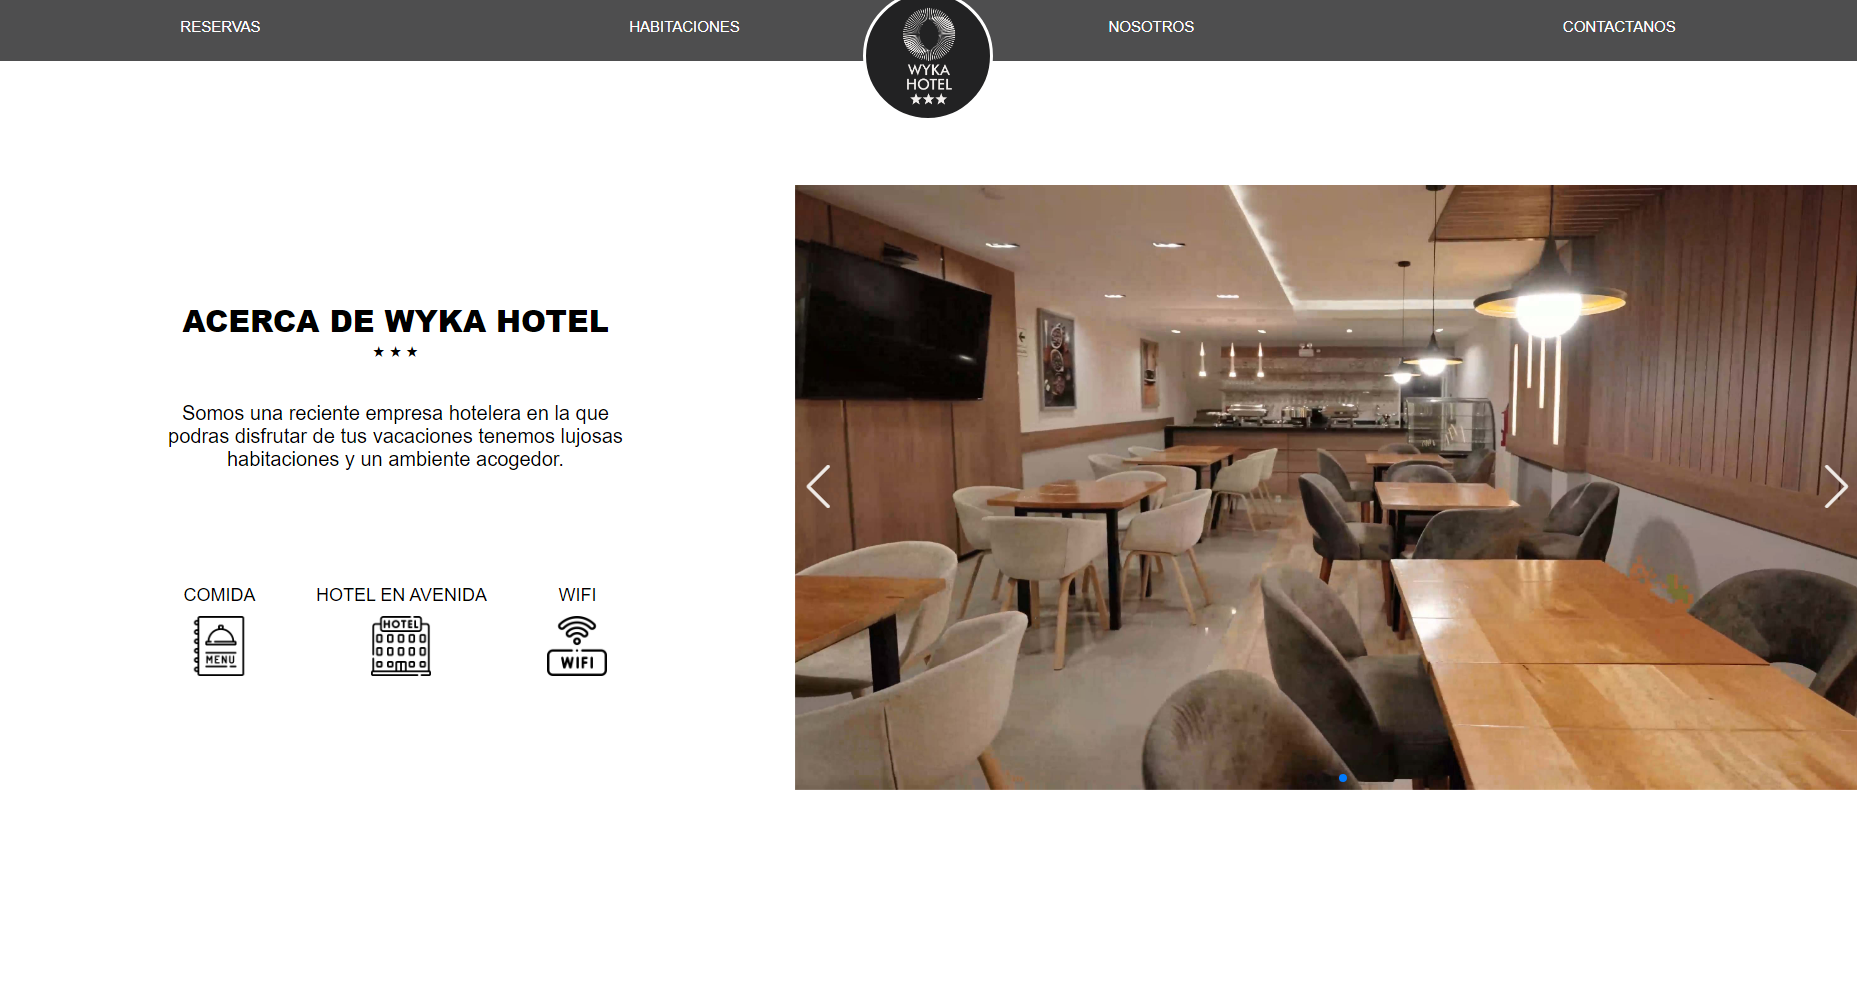 RESERVAS
HABITACIONES
WYKA
HOTEL
★★★
NOSOTROS
CONTACTANOS
ACERCA DE WYKA HOTEL
★ ★ ★
Somos una reciente empresa hotelera en la que
podras disfrutar de tus vacaciones tenemos lujosas
habitaciones y un ambiente acogedor.
COMIDA
HOTEL EN AVENIDA
WIFI
MENU
HOTEL
WIFI